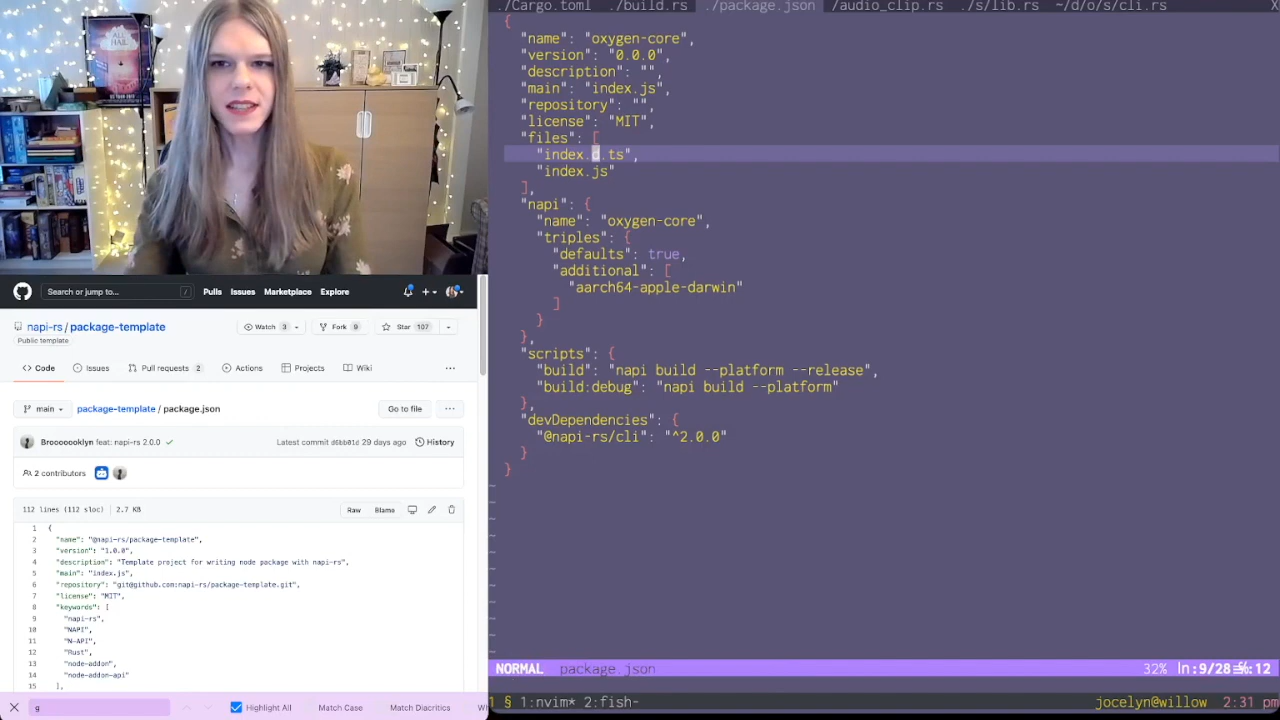 ALL
HAIL
Search or jump to...
/
Pulls
Issues
Marketplace
Explore
napi-rs / package-template
Public template
Watch 3
Fork 9
Star 107
Code
Issues
Pull requests 2
Actions
Projects
Wiki
main
package-template / package.json
Go to file
Brooooooklyn feat: napi-rs 2.0.0
Latest commit d6bb01d 29 days ago
History
2 contributors
112 lines (112 sloc) 2.7 KB
Raw
Blame
1 {
2 "name": "@napi-rs/package-template",
3 "version": "1.0.0",
4 "description": "Template project for writing node package with napi-rs",
5 "main": "index.js",
6 "repository": "git@github.com:napi-rs/package-template.git",
7 "license": "MIT",
8 "keywords": [
9 "napi-rs",
10 "NAPI",
11 "N-API",
12 "Rust",
13 "node-addon",
14 "node-addon-api"
15 ],
g
Highlight All
Match Case
Match Diacritics
./Cargo.toml ./build.rs ./package.json /audio_clip.rs ./s/lib.rs ~/d/o/s/cli.rs X
{
"name": "oxygen-core",
"version": "0.0.0",
"description": "",
"main": "index.js",
"repository": "",
"license": "MIT",
"files": [
"index.d.ts",
"index.js"
],
"napi": {
"name": "oxygen-core",
"triples": {
"defaults": true,
"additional": [
"aarch64-apple-darwin"
]
}
},
"scripts": {
"build": "napi build --platform --release",
"build:debug": "napi build --platform"
},
"devDependencies": {
"@napi-rs/cli": "^2.0.0"
}
}
~
~
~
~
~
~
~
~
~
~
~
NORMAL package.json 32% ln:9/28 :12
1 § 1:nvim* 2:fish- jocelyn@willow 2:31 pm